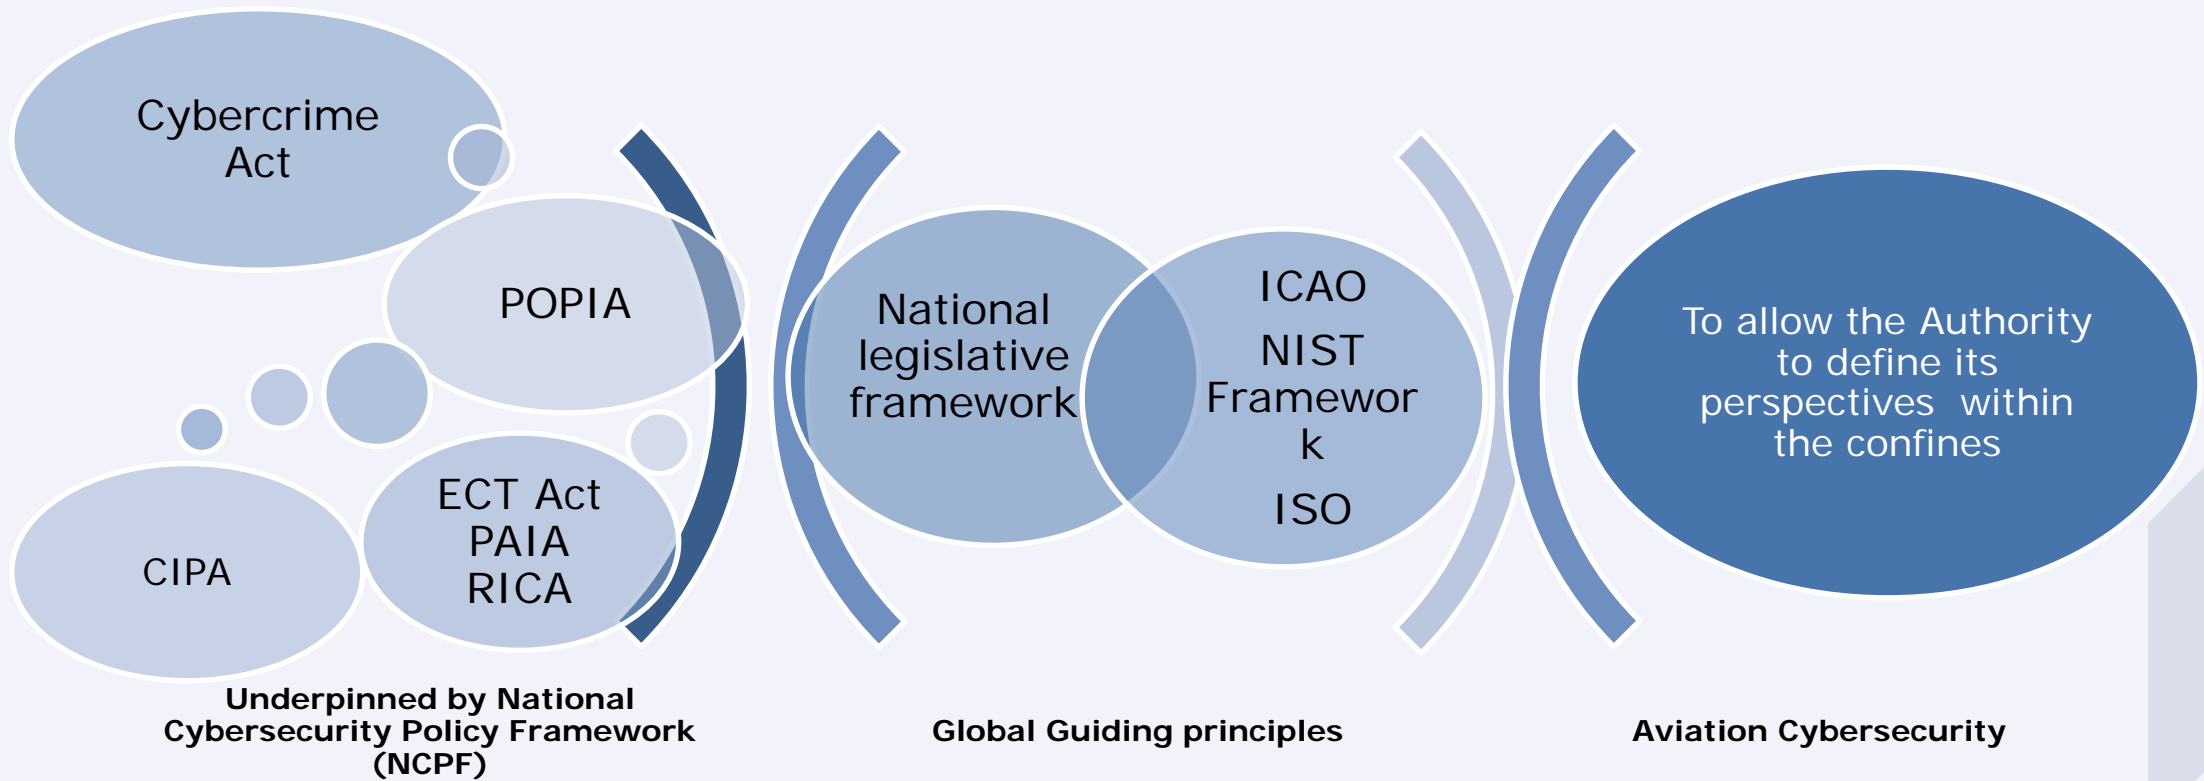 Cybercrime
Act
POPIA
CIPA
ECT Act
PAIA
RICA
Underpinned by National
Cybersecurity Policy Framework
(NCPF)
National
legislative
framework
ICAO
NIST
Framewor
k
ISO
Global Guiding principles
To allow the Authority
to define its
perspectives within
the confines
Aviation Cybersecurity